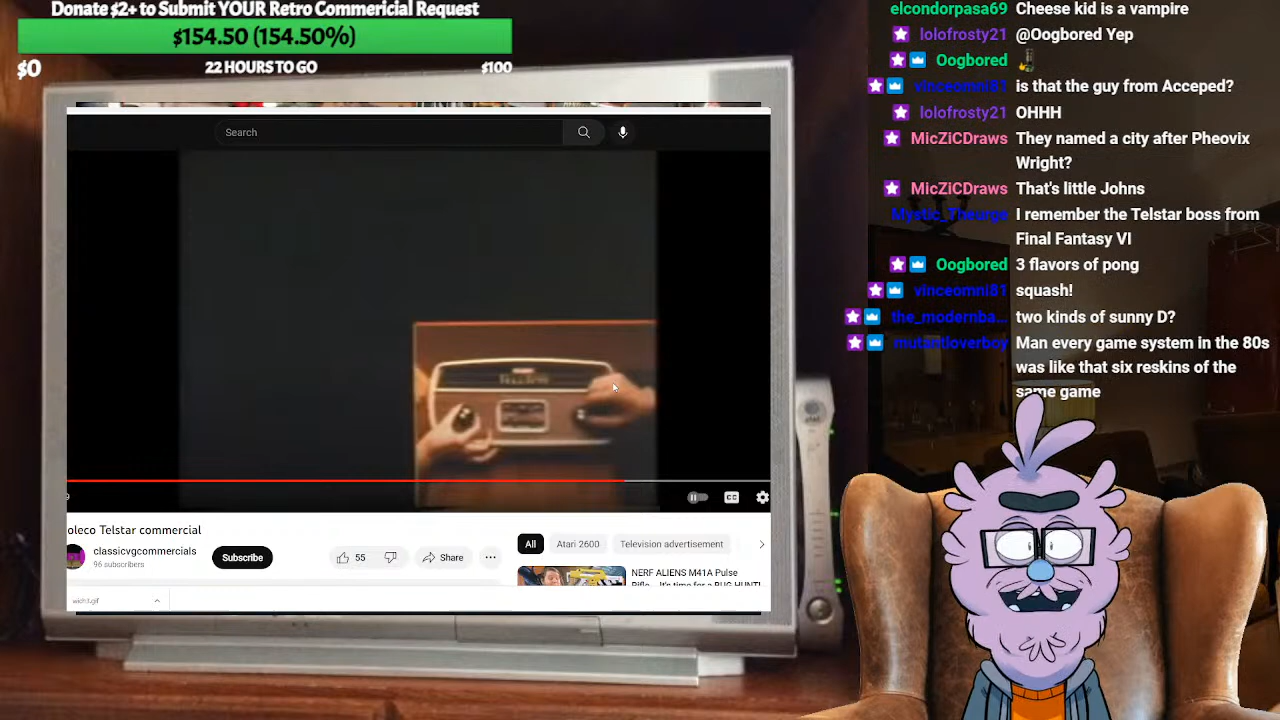 Donate $2+ to Submit YOUR Retro Commericial Request
$154.50 (154.50%)
$0
22 HOURS TO GO
$100
Search
CC
oleco Telstar commercial
classicvgcommercials
96 subscribers
Subscribe
55
Share
All
Atari 2600
Television advertisement
NERF ALIENS M41A Pulse
elcondorpasa69 Cheese kid is a vampire
lolofrosty21 @Oogbored Yep
Oogbored
vinceomni81 is that the guy from Acceped?
lolofrosty21 OHHH
MicZiCDraws They named a city after Pheovix
Wright?
MicZiCDraws That's little Johns
Mystic_Theurge I remember the Telstar boss from
Final Fantasy VI
Oogbored 3 flavors of pong
vinceomni81 squash!
the_modernba... two kinds of sunny D?
mutantloverboy Man every game system in the 80s
was like that six reskins of the
same game